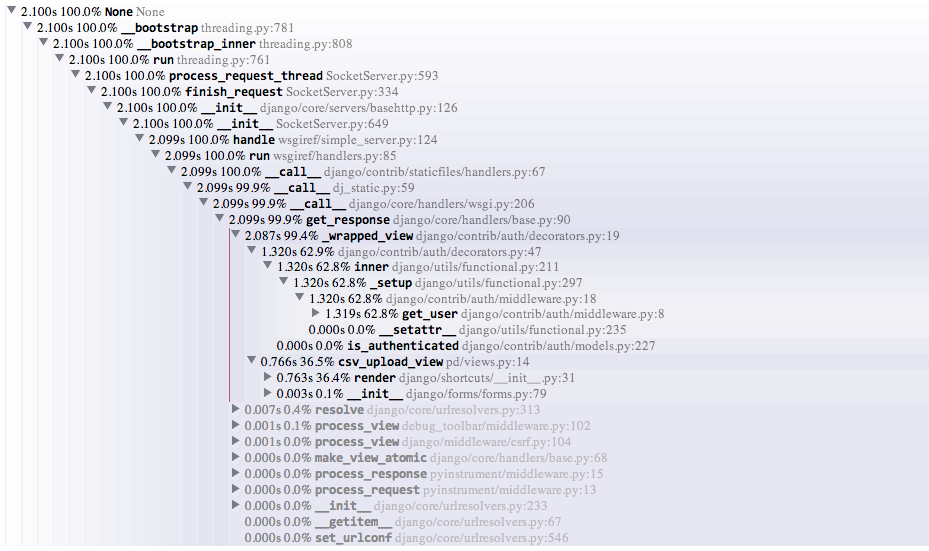 2.100s 100.0% None None
2.100s 100.0% __bootstrap threading.py:781
2.100s 100.0% __bootstrap_inner threading.py:808
2.100s 100.0% run threading.py:761
2.100s 100.0% process_request_thread SocketServer.py:593
2.100s 100.0% finish_request SocketServer.py:334
2.100s 100.0% __init__ django/core/servers/basehttp.py:126
2.100s 100.0% __init__ SocketServer.py:649
2.099s 100.0% handle wsgiref/simple_server.py:124
2.099s 100.0% run wsgiref/handlers.py:85
2.099s 100.0% __call__ django/contrib/staticfiles/handlers.py:67
2.099s 99.9% __call__ dj_static.py:59
2.099s 99.9% __call__ django/core/handlers/wsgi.py:206
2.099s 99.9% get_response django/core/handlers/base.py:90
2.087s 99.4% _wrapped_view django/contrib/auth/decorators.py:19
1.320s 62.9% django/contrib/auth/decorators.py:47
1.320s 62.8% inner django/utils/functional.py:211
1.320s 62.8% _setup django/utils/functional.py:297
1.320s 62.8% django/contrib/auth/middleware.py:18
1.319s 62.8% get_user django/contrib/auth/middleware.py:8
0.000s 0.0% __setattr__ django/utils/functional.py:235
0.000s 0.0% is_authenticated django/contrib/auth/models.py:227
0.766s 36.5% csv_upload_view pd/views.py:14
0.763s 36.4% render django/shortcuts/__init__.py:31
0.003s 0.1% __init__ django/forms/forms.py:79
0.007s 0.4% resolve django/core/urlresolvers.py:313
0.001s 0.1% process_view debug_toolbar/middleware.py:102
0.001s 0.0% process_view django/middleware/csrf.py:104
0.000s 0.0% make_view_atomic django/core/handlers/base.py:68
0.000s 0.0% process_response pyinstrument/middleware.py:15
0.000s 0.0% process_request pyinstrument/middleware.py:13
0.000s 0.0% __init__ django/core/urlresolvers.py:233
0.000s 0.0% __getitem__ django/core/urlresolvers.py:67
0.000s 0.0% set_urlconf django/core/urlresolvers.py:546